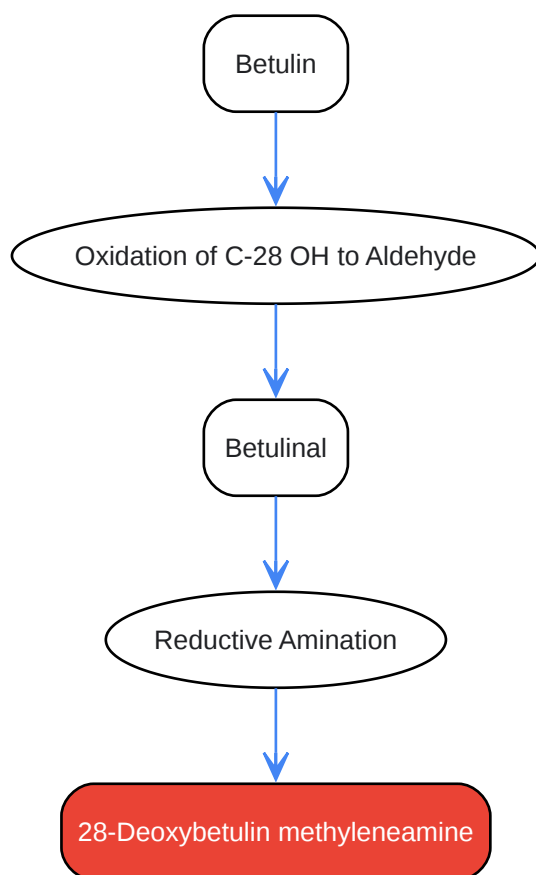 Betulin
Oxidation of C-28 OH to Aldehyde
Betulinal
Reductive Amination
28-Deoxybetulin methyleneamine